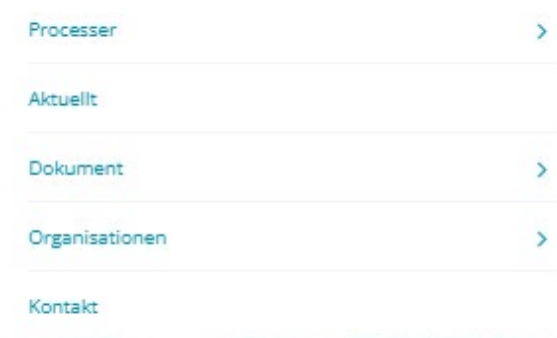 Processer
Aktuellt
Dokument
Organisationen
Kontakt